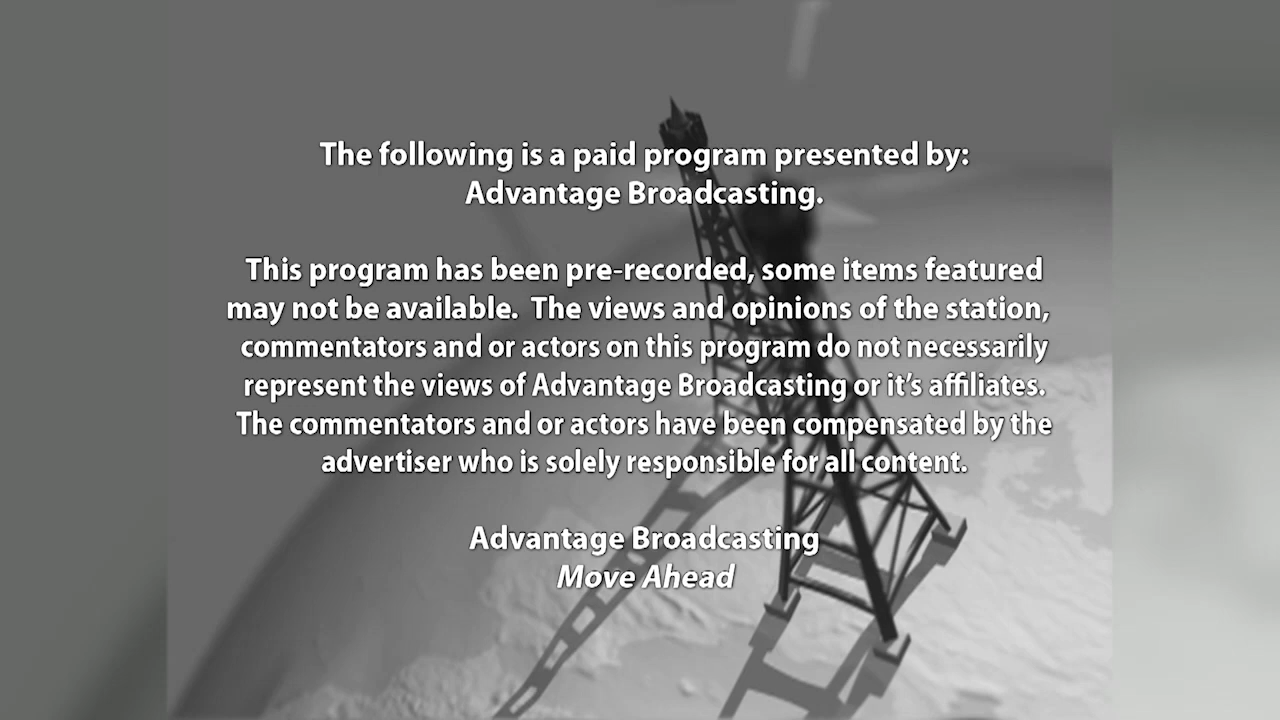 The following is a paid program presented by:
Advantage Broadcasting.
This program has been pre-recorded, some items featured
may not be available. The views and opinions of the station,
commentators and or actors on this program do not necessarily
represent the views of Advantage Broadcasting or it's affiliates.
The commentators and or actors have been compensated by the
advertiser who is solely responsible for all content.
Advantage Broadcasting
Move Ahead